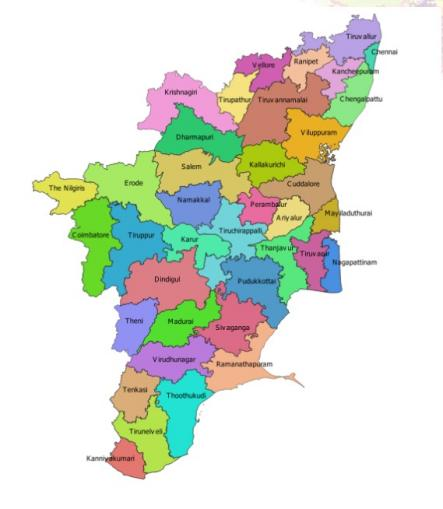 Tiruvallur
Chennai
Vellore
Ranipet
Kancheepuram
Krishnagiri
Tirupathur
Tiruvannamalai
Chengalpattu
Dharmapuri
Viluppuram
Salem
Kallakurichi
The Nilgiris
Erode
Cuddalore
Namakkal
Perambalur
Ariyalur
Mayiladuthurai
Coimbatore
Tiruppur
Karur
Tiruchirappalli
Thanjavur
Tiruvarur
Nagapattinam
Dindigul
Pudukkottai
Theni
Madurai
Sivaganga
Virudhunagar
Ramanathapuram
Tenkasi
Thoothukudi
Tirunelveli
Kanniyakumari